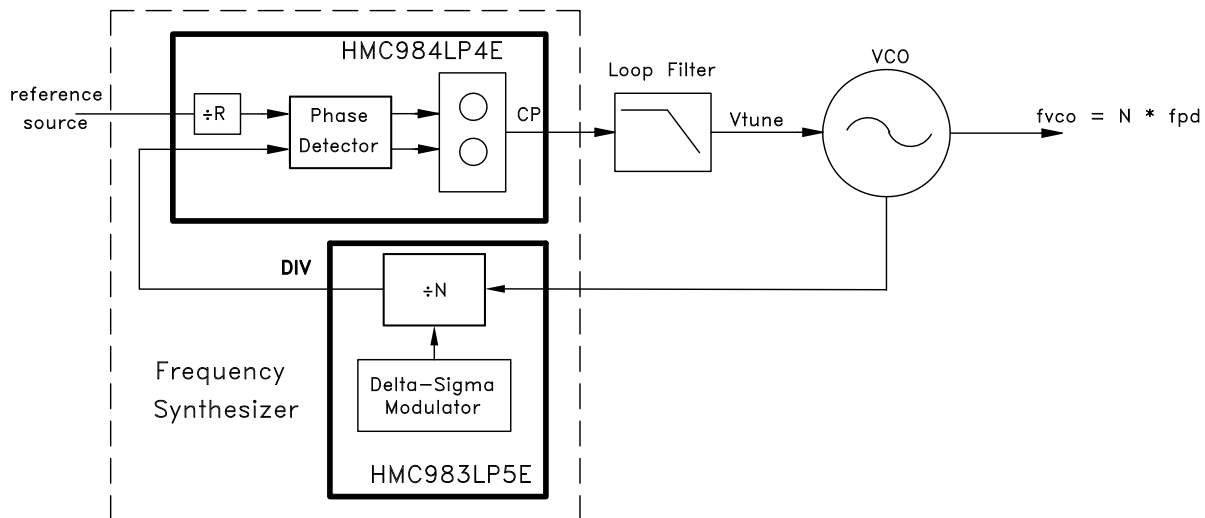 HMC984LP4E
reference
source
÷R
Phase
Detector
CP
Loop Filter
Vtune
VCO
fvco = N * fpd
DIV
÷N
Delta-Sigma
Modulator
Frequency
Synthesizer
HMC983LP5E